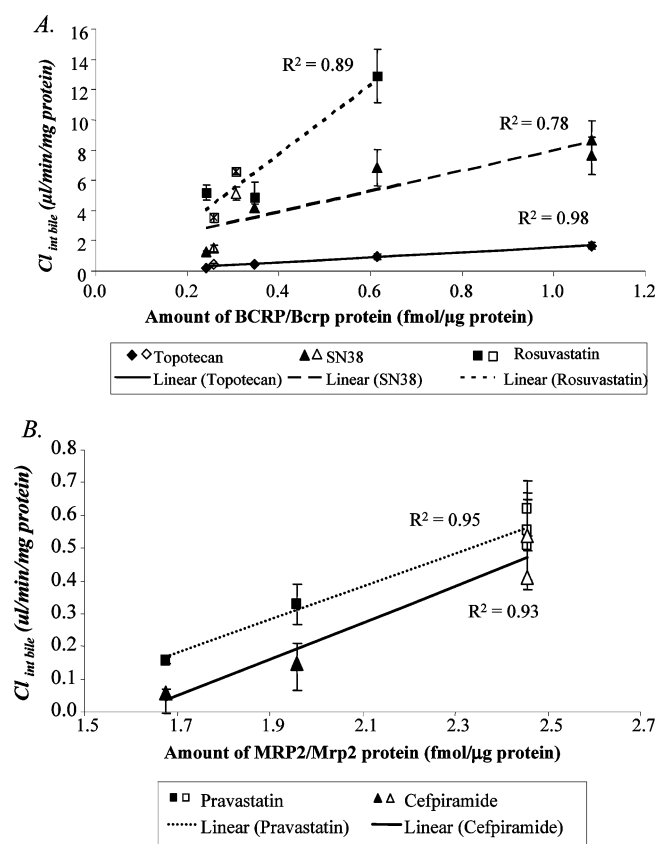 A.
Cl int bile (µl/min/mg protein)
16
14
12
10
8
6
4
2
0
R² = 0.89
R² = 0.78
R² = 0.98
0.0 0.2 0.4 0.6 0.8 1.0 1.2
Amount of BCRP/Bcrp protein (fmol/µg protein)
Topotecan SN38 Rosuvastatin
Linear (Topotecan) Linear (SN38) Linear (Rosuvastatin)
B.
Cl int bile (ul/min/mg protein)
0.8
0.7
0.6
0.5
0.4
0.3
0.2
0.1
0.0
R² = 0.95
R² = 0.93
1.5 1.7 1.9 2.1 2.3 2.5 2.7
Amount of MRP2/Mrp2 protein (fmol/µg protein)
Pravastatin Cefpiramide
Linear (Pravastatin) Linear (Cefpiramide)